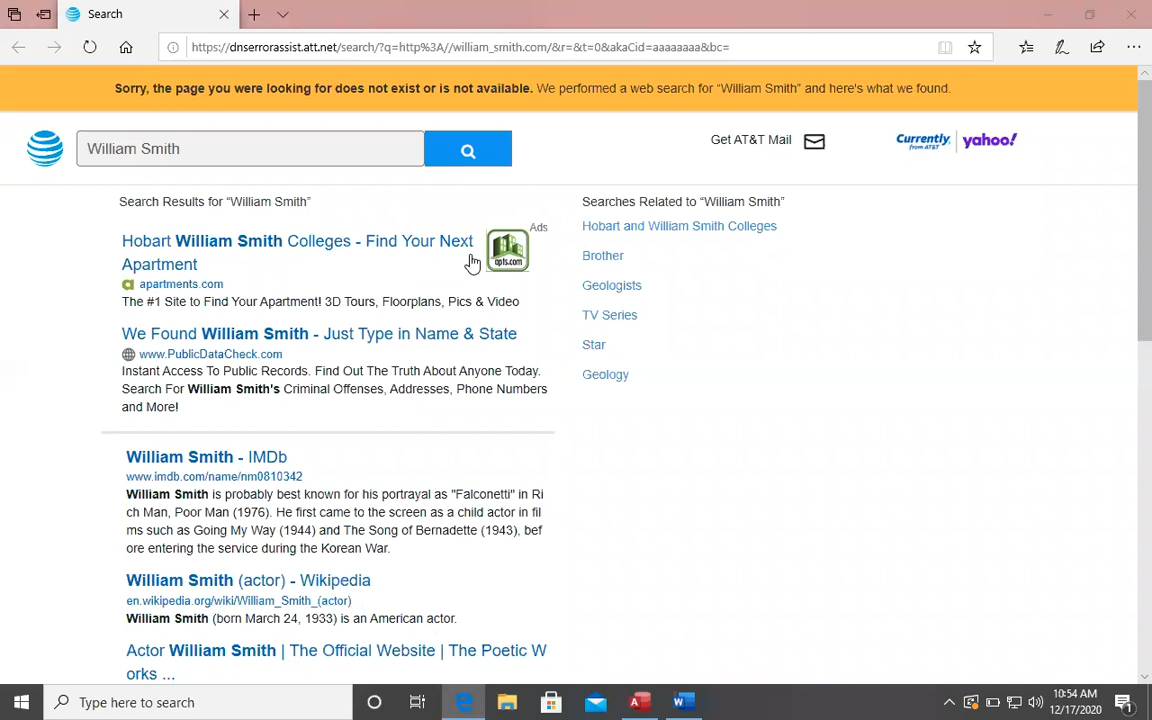 Search
https://dnserrorassist.att.net/search/?q=http%3A//william_smith.com/&r=&t=0&akaCid=aaaaaaaa&bc=
Sorry, the page you were looking for does not exist or is not available. We performed a web search for “William Smith” and here's what we found.
William Smith
Get AT&T Mail
Currently, from AT&T
yahoo!
Search Results for “William Smith”
Ads
Hobart William Smith Colleges - Find Your Next
Apartment
apts.com
apartments.com
The #1 Site to Find Your Apartment! 3D Tours, Floorplans, Pics & Video
We Found William Smith - Just Type in Name & State
www.PublicDataCheck.com
Instant Access To Public Records. Find Out The Truth About Anyone Today.
Search For William Smith's Criminal Offenses, Addresses, Phone Numbers
and More!
William Smith - IMDb
www.imdb.com/name/nm0810342
William Smith is probably best known for his portrayal as "Falconetti" in Ri
ch Man, Poor Man (1976). He first came to the screen as a child actor in fil
ms such as Going My Way (1944) and The Song of Bernadette (1943), bef
ore entering the service during the Korean War.
William Smith (actor) - Wikipedia
en.wikipedia.org/wiki/William_Smith_(actor)
William Smith (born March 24, 1933) is an American actor.
Actor William Smith | The Official Website | The Poetic W
orks ...
Searches Related to “William Smith”
Hobart and William Smith Colleges
Brother
Geologists
TV Series
Star
Geology
Type here to search
10:54 AM
12/17/2020
1